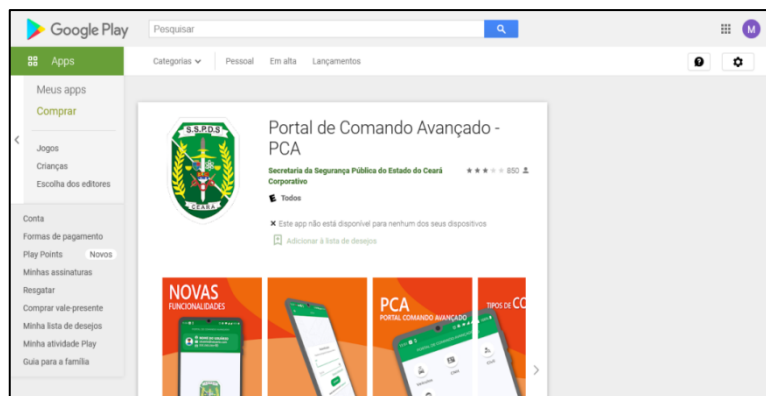 Google Play
Pesquisar
M
Apps
Categorias
Pessoal
Em alta
Lançamentos
Meus apps
Comprar
Jogos
Crianças
Escolha dos editores
Conta
Formas de pagamento
Play Points
Novos
Minhas assinaturas
Resgatar
Comprar vale-presente
Minha lista de desejos
Minha atividade Play
Guia para a família
S.S.P.D.S
CEARÁ
Portal de Comando Avançado -
PCA
Secretaria da Segurança Pública do Estado do Ceará
Corporativo
850
E Todos
Este app não está disponível para nenhum dos seus dispositivos
Adicionar à lista de desejos
NOVAS
FUNCIONALIDADES
PCA
PORTAL COMANDO AVANÇADO
TIPOS DE CO